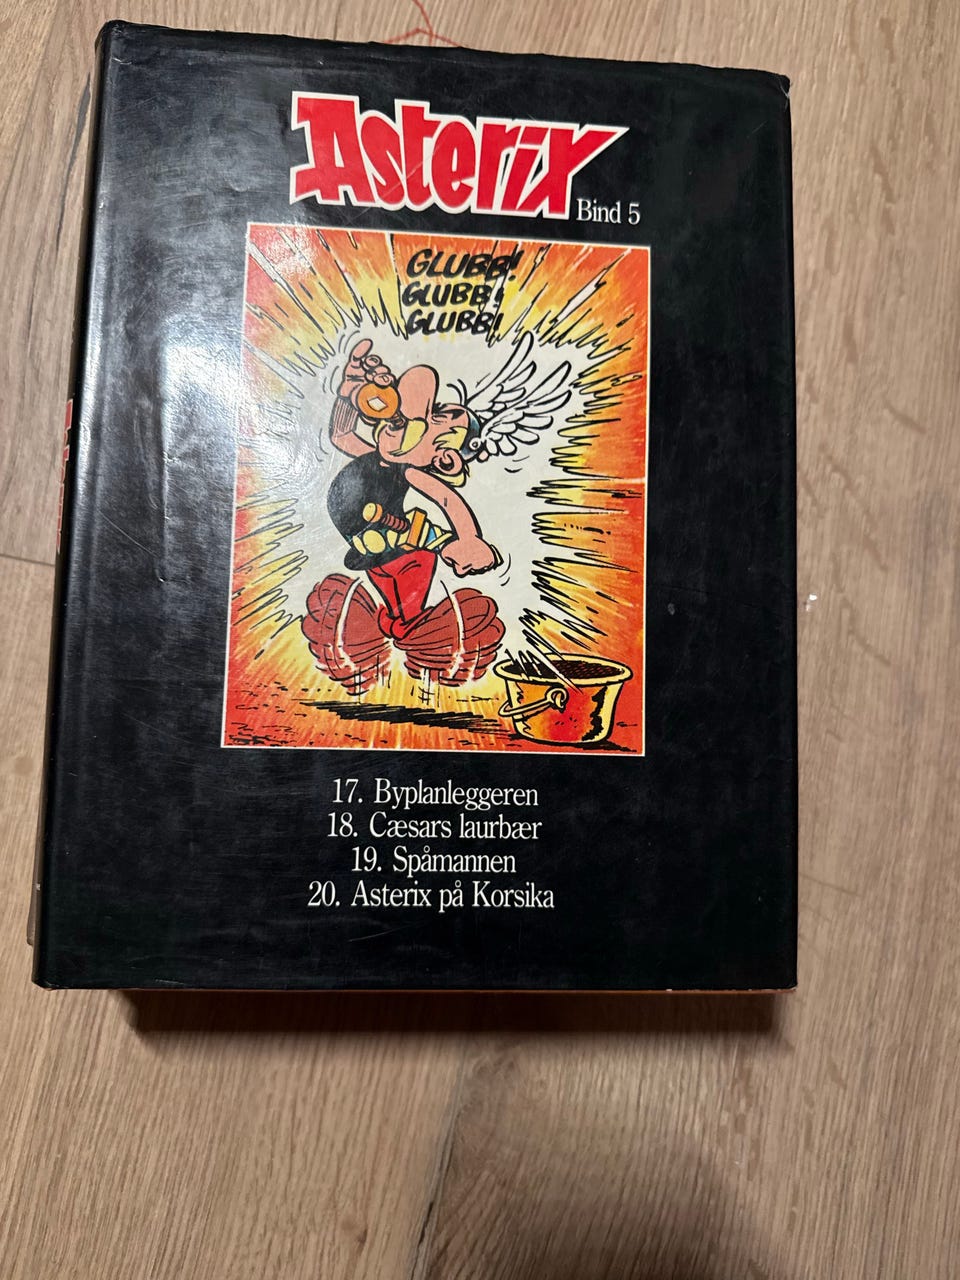 Asterix
Bind 5
GLUBB!
GLUBB!
GLUBB!
17. Byplanleggeren
18. Cæsars laurbær
19. Spåmannen
20. Asterix på Korsika